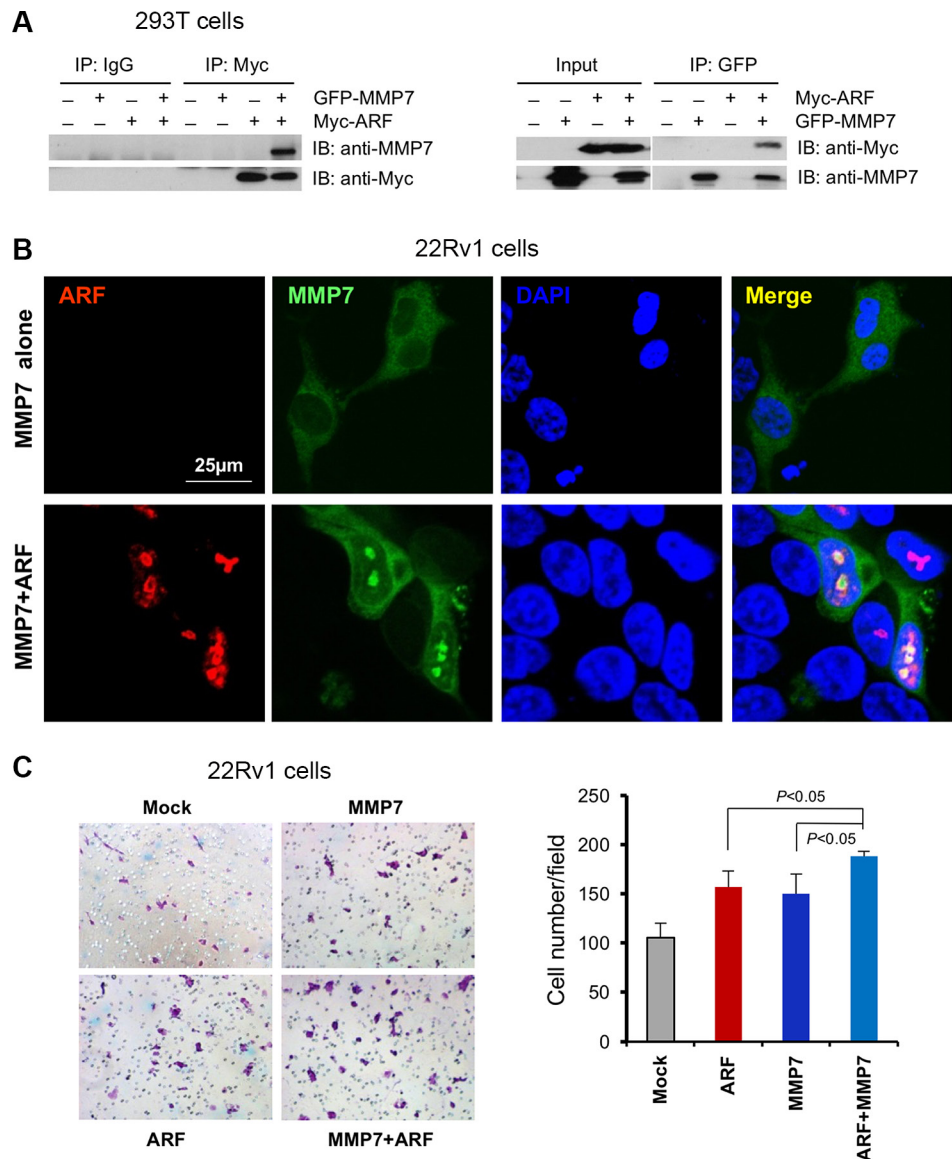 A 293T cells
IP: IgG IP: Myc
– + – + – + – + GFP-MMP7
– – + + – – + + Myc-ARF
IB: anti-MMP7
IB: anti-Myc
Input IP: GFP
– – + + – – + + Myc-ARF
– + – + – + – + GFP-MMP7
IB: anti-Myc
IB: anti-MMP7
B 22Rv1 cells
ARF MMP7 DAPI Merge
MMP7 alone
25µm
MMP7+ARF
C 22Rv1 cells
Mock MMP7
ARF MMP7+ARF
Cell number/field
250
200
150
100
50
0
P<0.05
P<0.05
Mock ARF MMP7 ARF+MMP7